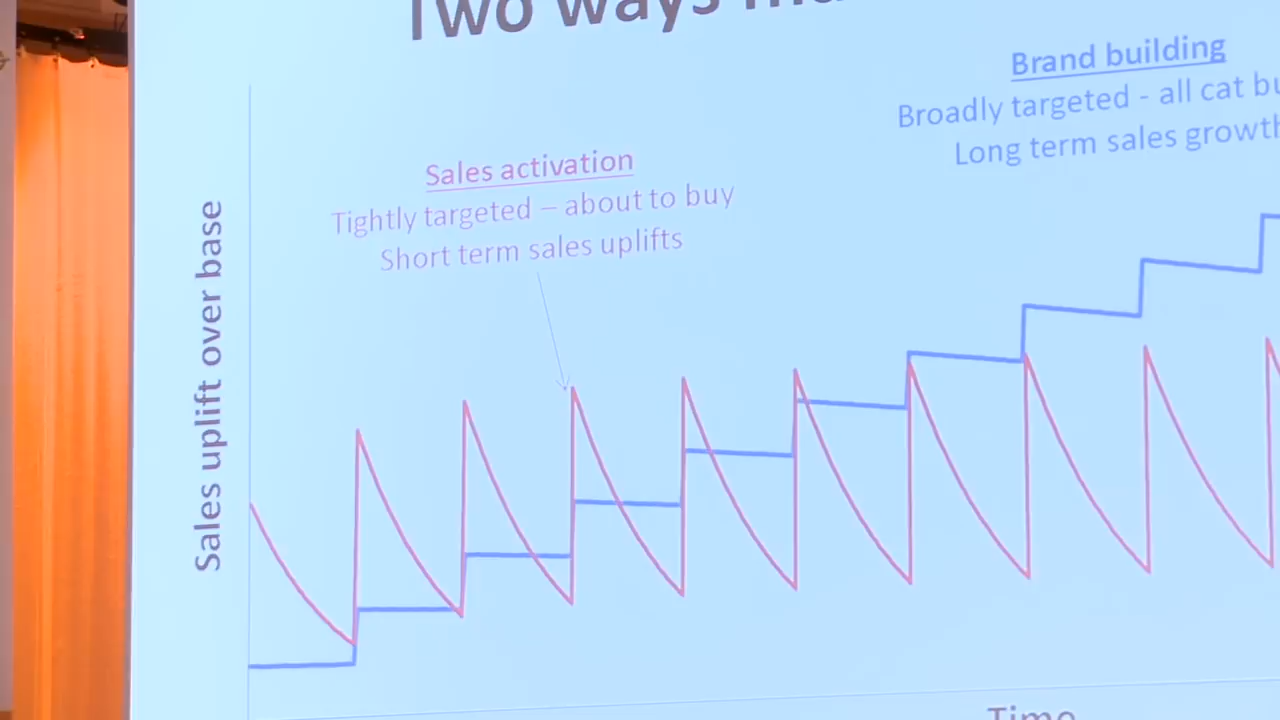 Two ways
Brand building
Broadly targeted - all cat
Long term sales growth
Sales activation
Tightly targeted – about to buy
Short term sales uplifts
Sales uplift over base
Time